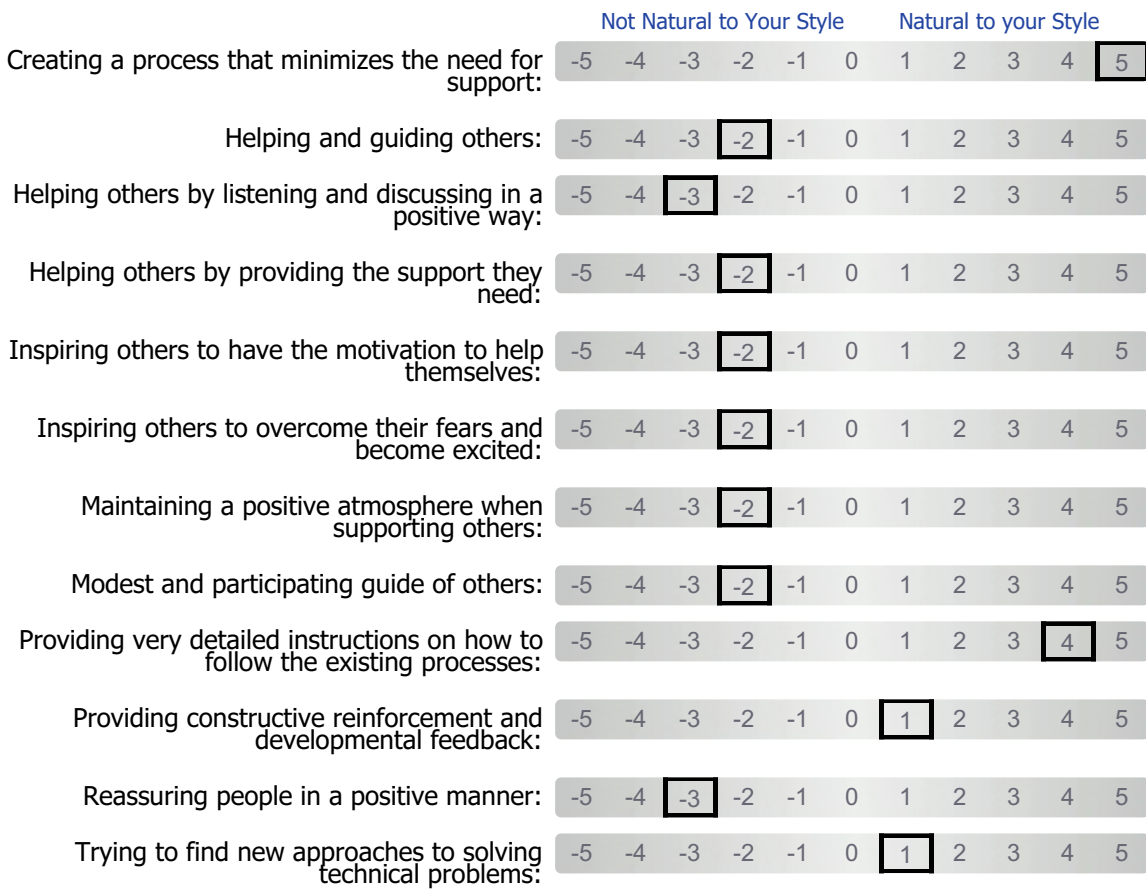 Not Natural to Your Style Natural to your Style
Creating a process that minimizes the need for
support:
-5 -4 -3 -2 -1 0 1 2 3 4 5
Helping and guiding others:
-5 -4 -3 -2 -1 0 1 2 3 4 5
Helping others by listening and discussing in a
positive way:
-5 -4 -3 -2 -1 0 1 2 3 4 5
Helping others by providing the support they
need:
-5 -4 -3 -2 -1 0 1 2 3 4 5
Inspiring others to have the motivation to help
themselves:
-5 -4 -3 -2 -1 0 1 2 3 4 5
Inspiring others to overcome their fears and
become excited:
-5 -4 -3 -2 -1 0 1 2 3 4 5
Maintaining a positive atmosphere when
supporting others:
-5 -4 -3 -2 -1 0 1 2 3 4 5
Modest and participating guide of others:
-5 -4 -3 -2 -1 0 1 2 3 4 5
Providing very detailed instructions on how to
follow the existing processes:
-5 -4 -3 -2 -1 0 1 2 3 4 5
Providing constructive reinforcement and
developmental feedback:
-5 -4 -3 -2 -1 0 1 2 3 4 5
Reassuring people in a positive manner:
-5 -4 -3 -2 -1 0 1 2 3 4 5
Trying to find new approaches to solving
technical problems:
-5 -4 -3 -2 -1 0 1 2 3 4 5